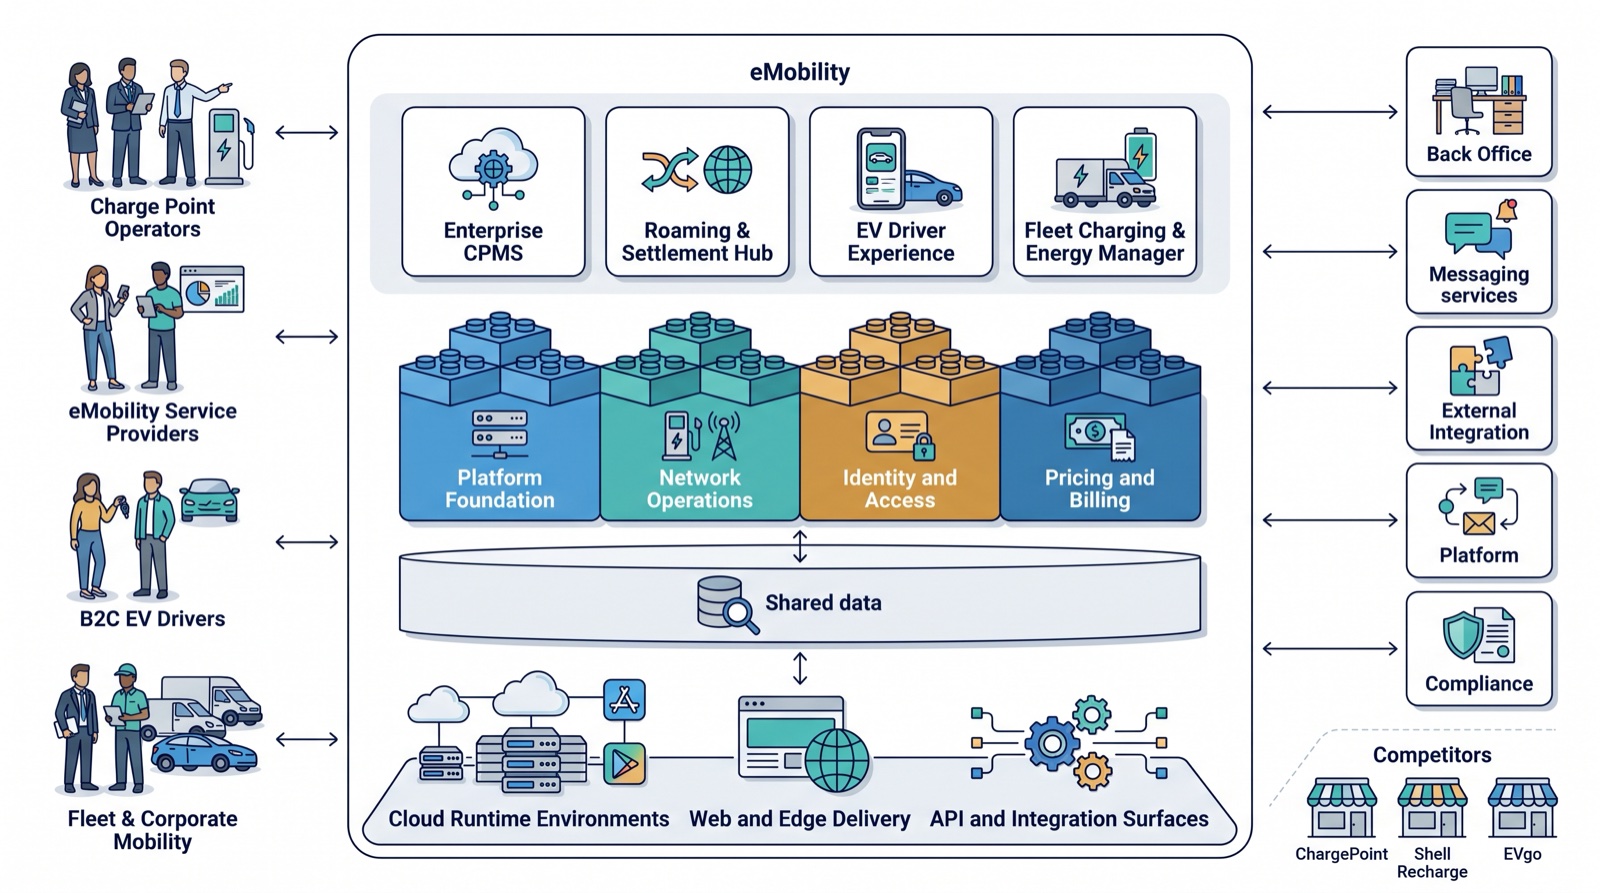 eMobility
Charge Point
Operators
eMobility Service
Providers
B2C EV Drivers
Fleet & Corporate
Mobility
Enterprise
CPMS
Roaming &
Settlement Hub
EV Driver
Experience
Fleet Charging &
Energy Manager
Platform
Foundation
Network
Operations
Identity and
Access
$
Pricing and
Billing
Shared data
Cloud Runtime Environments
Web and Edge Delivery
API and Integration Surfaces
Back Office
Messaging
services
External
Integration
Platform
Compliance
Competitors
ChargePoint
Shell
Recharge
EVgo